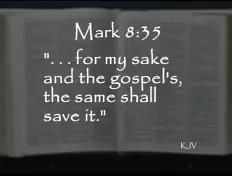 Mark 8:35
". . . for my sake
and the gospel's,
the same shall
save it."
KJV